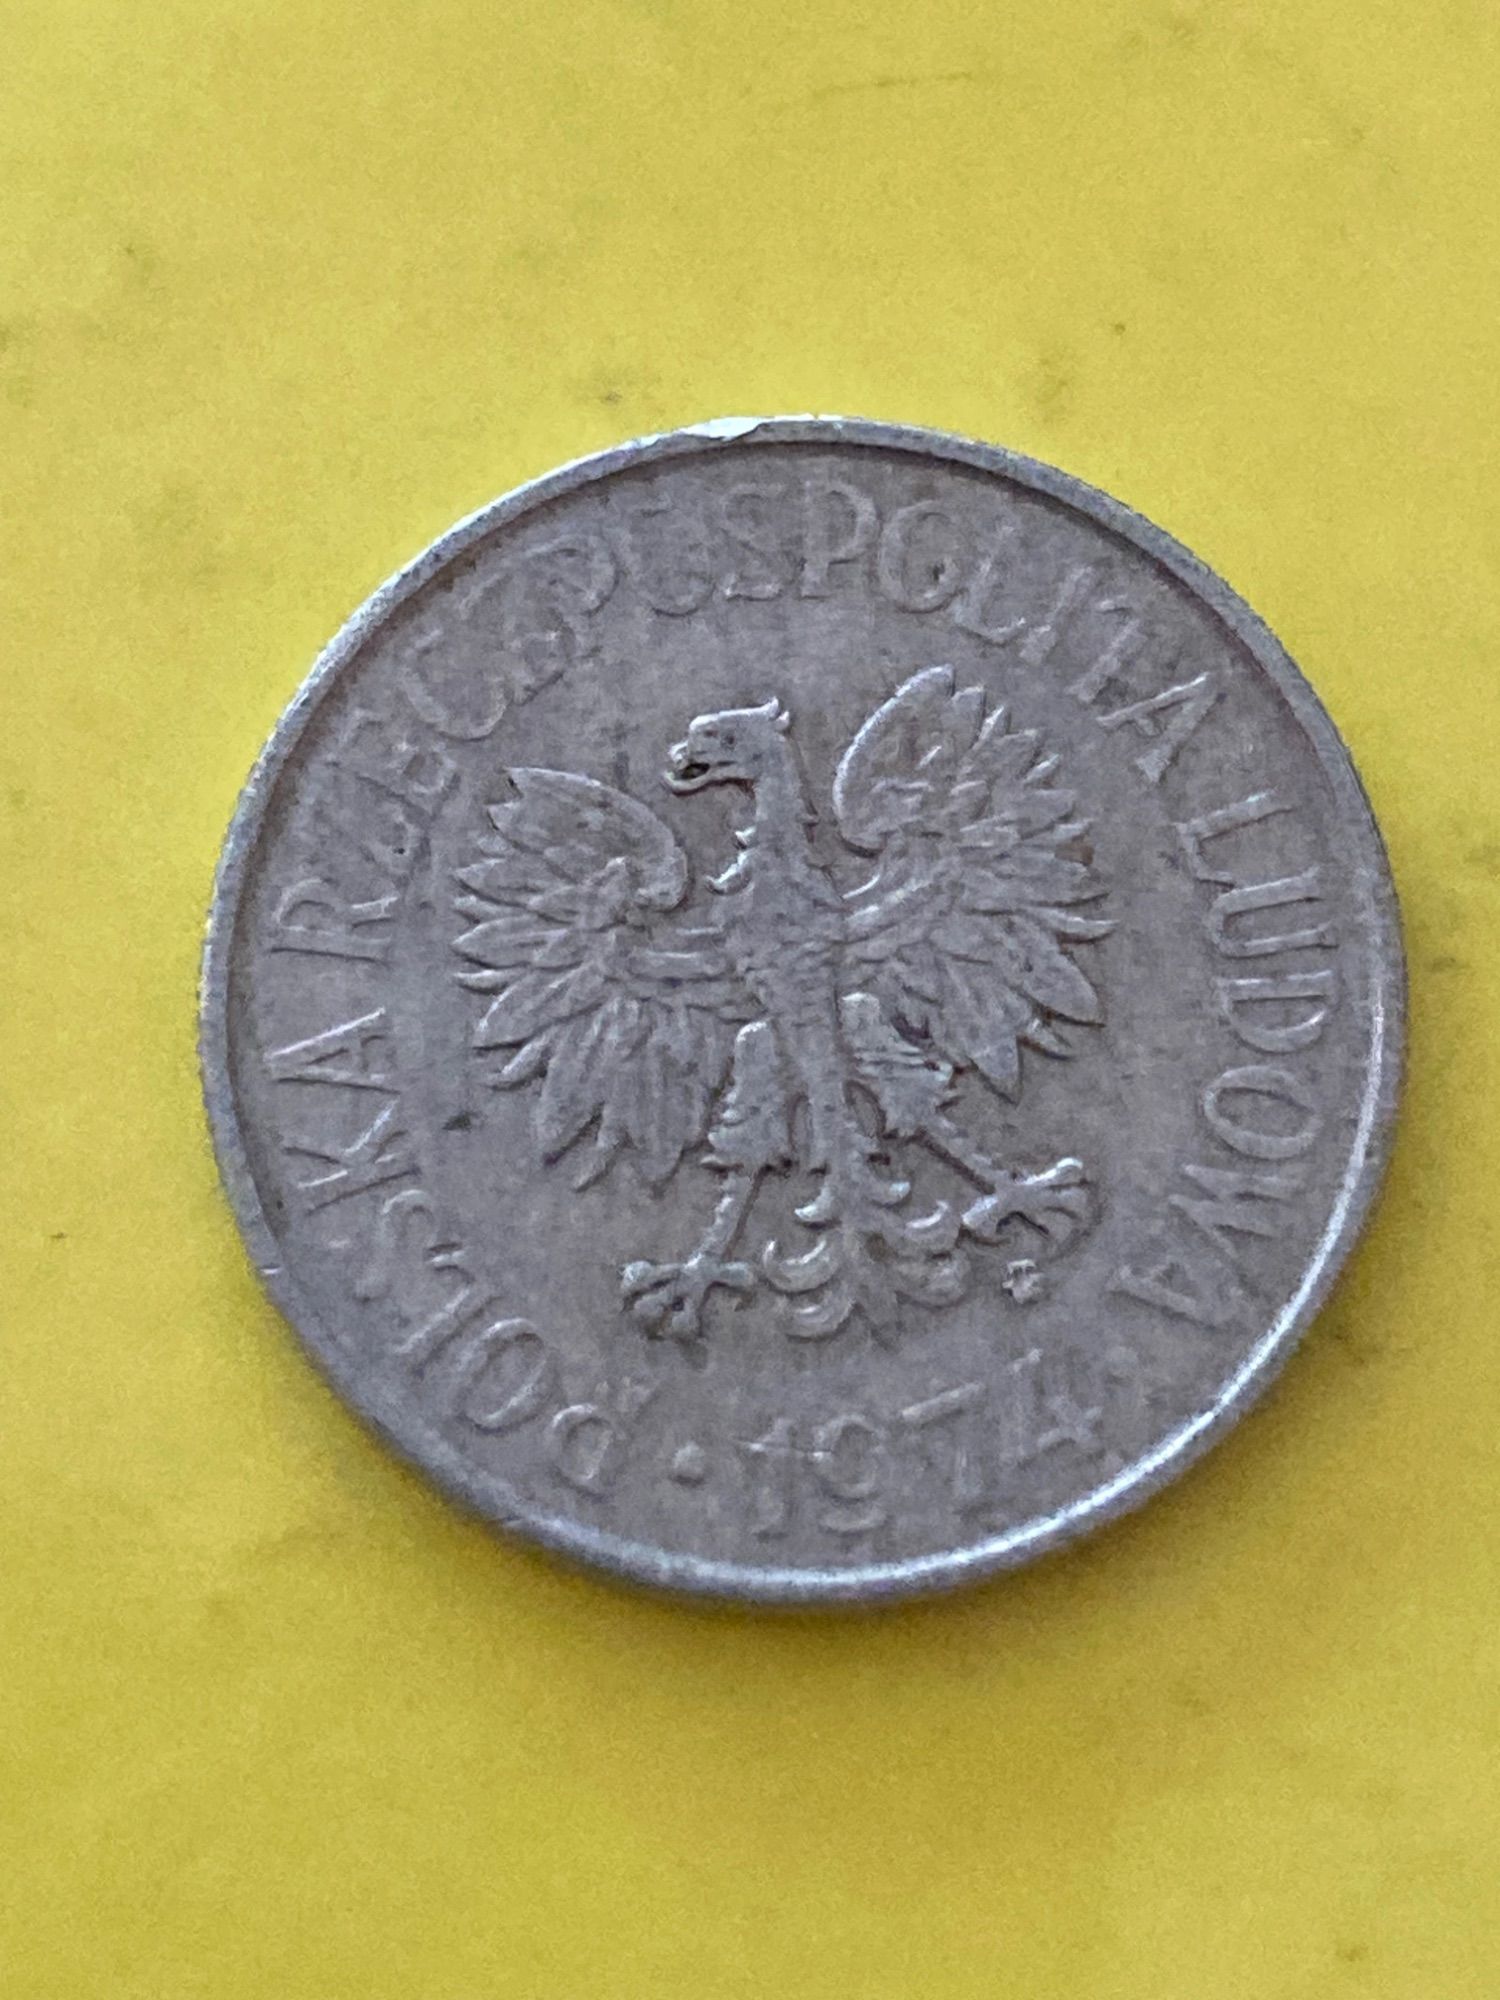 POLSKA RZECZPOSPOLITA LUDOWA
· 1974 ·